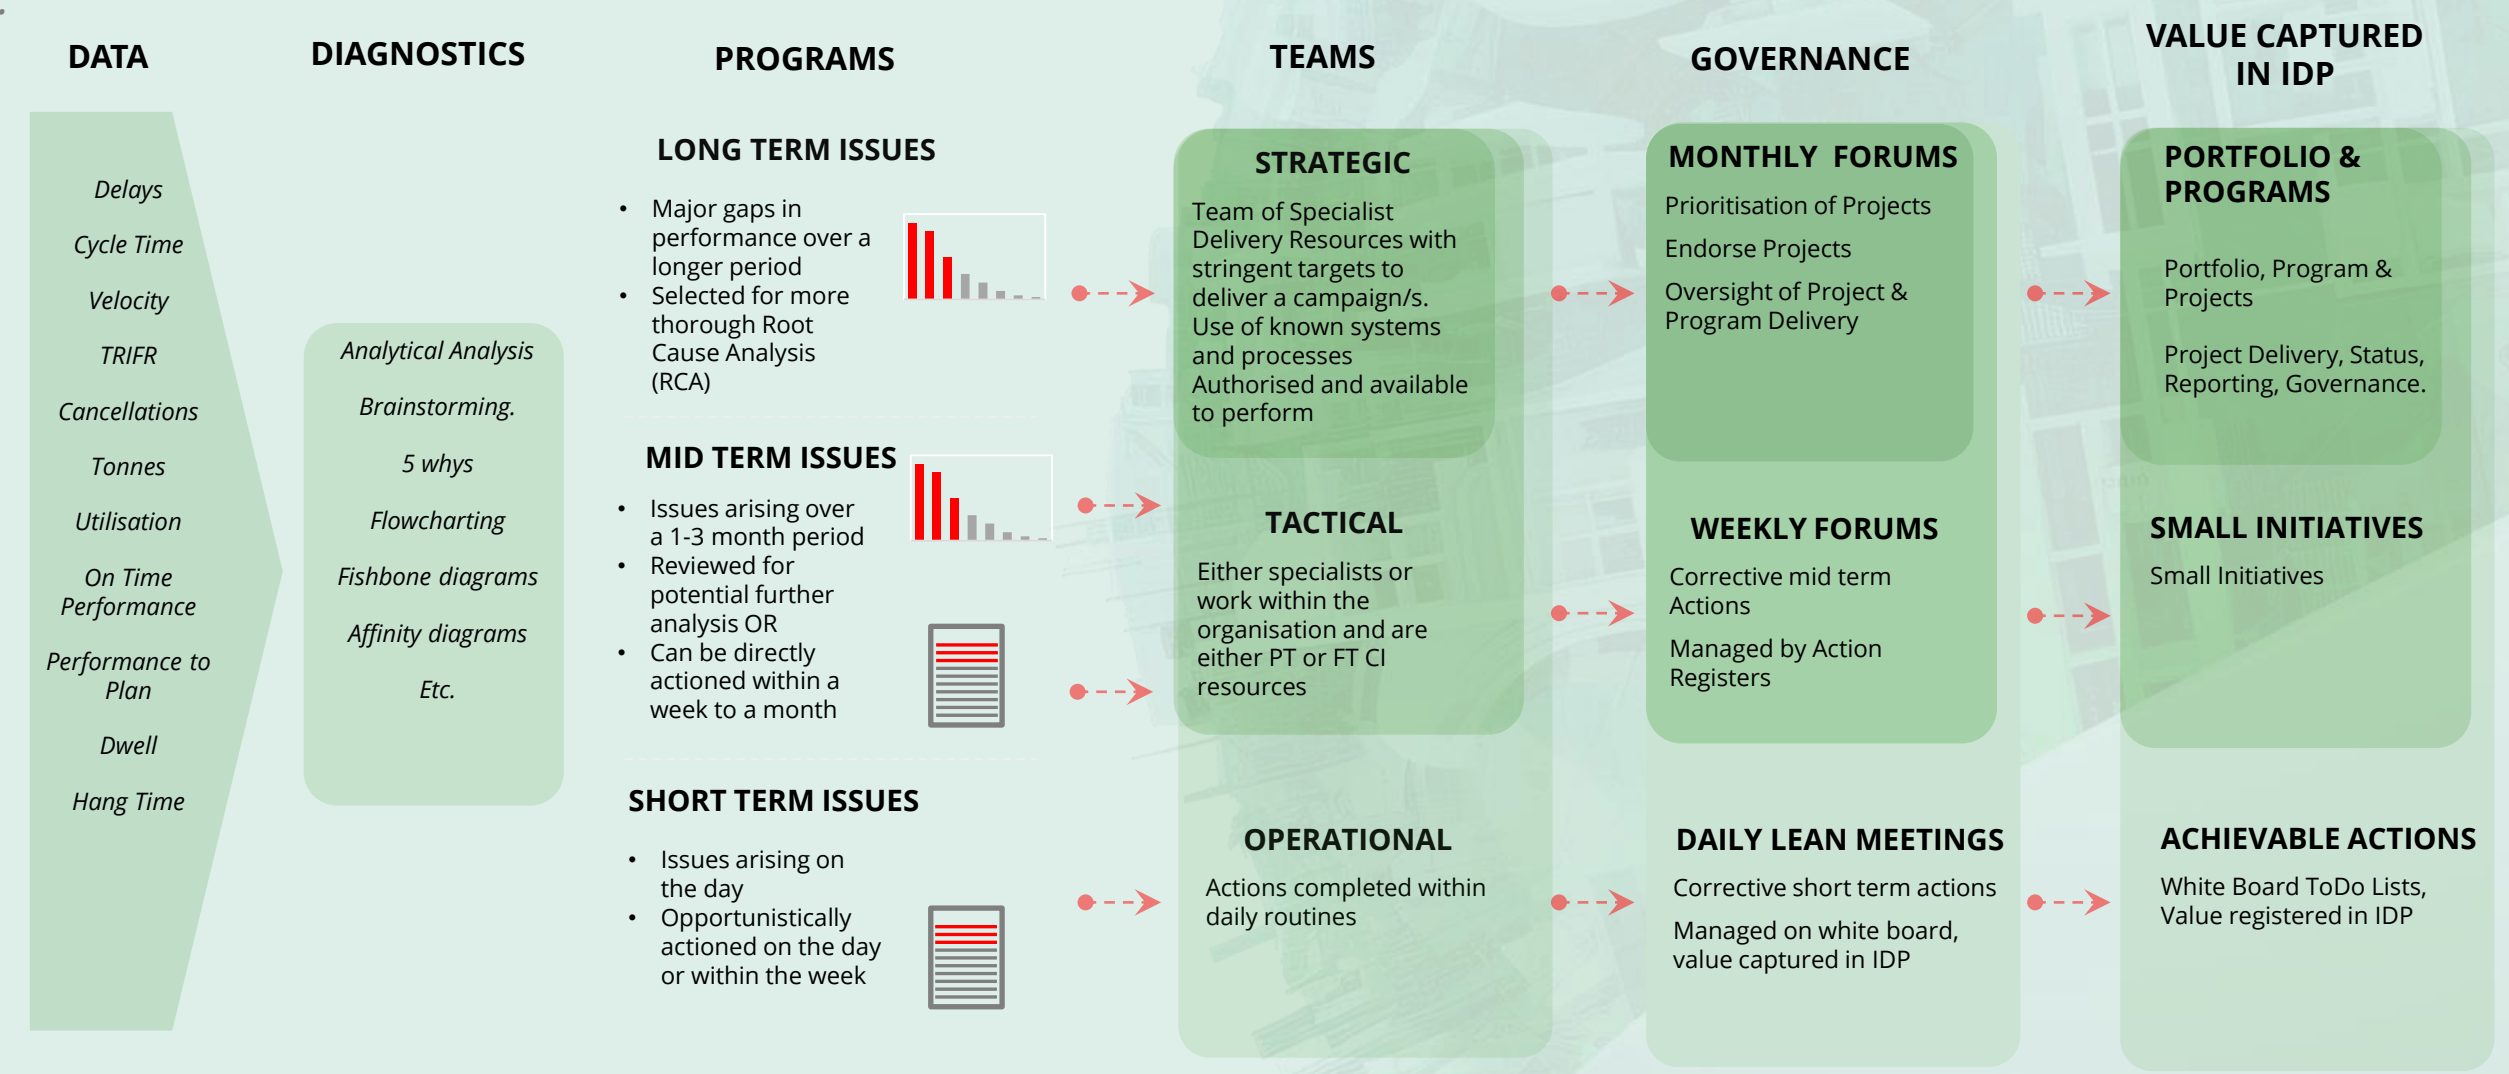 DATA
DIAGNOSTICS
PROGRAMS
TEAMS
GOVERNANCE
VALUE CAPTURED
IN IDP
Delays
Cycle Time
Velocity
TRIFR
Cancellations
Tonnes
Utilisation
On Time
Performance
Performance to
Plan
Dwell
Hang Time
Analytical Analysis
Brainstorming.
5 whys
Flowcharting
Fishbone diagrams
Affinity diagrams
Etc.
LONG TERM ISSUES
• Major gaps in
performance over a
longer period
• Selected for more
thorough Root
Cause Analysis
(RCA)
MID TERM ISSUES
• Issues arising over
a 1-3 month period
• Reviewed for
potential further
analysis OR
• Can be directly
actioned within a
week to a month
SHORT TERM ISSUES
• Issues arising on
the day
• Opportunistically
actioned on the day
or within the week
STRATEGIC
Team of Specialist
Delivery Resources with
stringent targets to
deliver a campaign/s.
Use of known systems
and processes
Authorised and available
to perform
TACTICAL
Either specialists or
work within the
organisation and are
either PT or FT CI
resources
OPERATIONAL
Actions completed within
daily routines
MONTHLY FORUMS
Prioritisation of Projects
Endorse Projects
Oversight of Project &
Program Delivery
WEEKLY FORUMS
Corrective mid term
Actions
Managed by Action
Registers
DAILY LEAN MEETINGS
Corrective short term actions
Managed on white board,
value captured in IDP
PORTFOLIO &
PROGRAMS
Portfolio, Program &
Projects
Project Delivery, Status,
Reporting, Governance.
SMALL INITIATIVES
Small Initiatives
ACHIEVABLE ACTIONS
White Board ToDo Lists,
Value registered in IDP